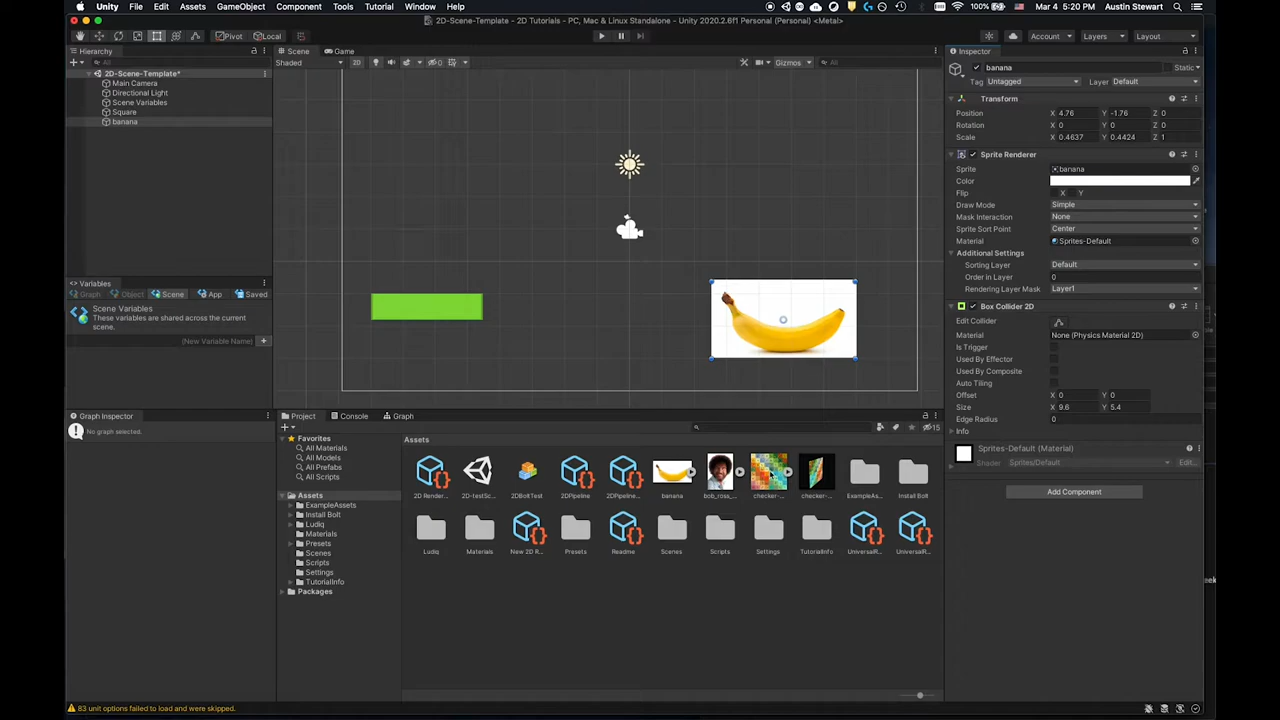 Unity File Edit Assets GameObject Component Tools Tutorial Window Help 100% Mar 4 5:20 PM Austin Stewart
2D-Scene-Template - 2D Tutorials - PC, Mac & Linux Standalone - Unity 2020.2.6f1 Personal (Personal) <Metal>
Pivot Local Account Layers Layout
Hierarchy
All
2D-Scene-Template*
Main Camera
Directional Light
Scene Variables
Square
banana
Variables
Graph Object Scene App Saved
Scene Variables
These variables are shared across the current
scene.
(New Variable Name)
Graph Inspector
No graph selected.
Scene Game
Shaded 2D 0 Gizmos All
Project Console Graph
15
Favorites
All Materials
All Models
All Prefabs
All Scripts
Assets
ExampleAssets
Install Bolt
Ludiq
Materials
Presets
Scenes
Scripts
Settings
TutorialInfo
Packages
Assets
2D Render... 2D-testSc... 2DBoltTest 2DPipeline 2DPipeline... banana bob_ross_... checker-... checker-... ExampleAs... Install Bolt
Ludiq Materials New 2D R... Presets Readme Scenes Scripts Settings TutorialInfo UniversalR... UniversalR...
Inspector
banana Static
Tag Untagged Layer Default
Transform
Position X 4.76 Y -1.76 Z 0
Rotation X 0 Y 0 Z 0
Scale X 0.4637 Y 0.4424 Z 1
Sprite Renderer
Sprite banana
Color
Flip X Y
Draw Mode Simple
Mask Interaction None
Sprite Sort Point Center
Material Sprites-Default
Additional Settings
Sorting Layer Default
Order in Layer 0
Rendering Layer Mask Layer1
Box Collider 2D
Edit Collider
Material None (Physics Material 2D)
Is Trigger
Used By Effector
Used By Composite
Auto Tiling
Offset X 0 Y 0
Size X 9.6 Y 5.4
Edge Radius 0
Info
Sprites-Default (Material)
Shader Sprites/Default Edit...
Add Component
83 unit options failed to load and were skipped.